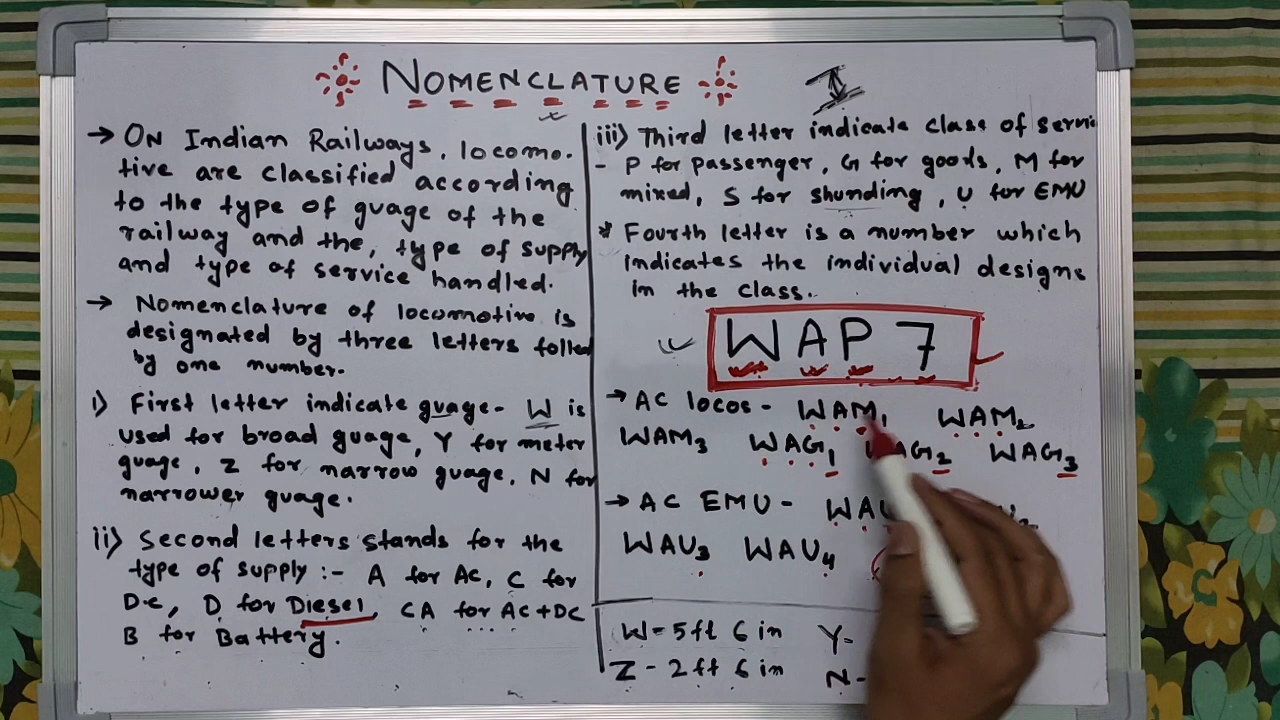 NOMENCLATURE
→ ON Indian Railways, locomo-
tive are classified according
to the type of guage of the
railway and the, type of supply
and type of service handled.
→ Nomenclature of locomotive is
designated by three letters folled
by one number.
i) First letter indicate guage - W is
used for broad guage, Y for meter
guage, Z for narrow guage, N for
narrower guage.
ii) Second letters stands for the
type of supply :- A for AC, C for
DC, D for Diesel, CA for AC+DC
B for Battery.
iii) Third letter indicate class of servi
- P for passenger, G for goods, M for
mixed, S for shunding, U for EMU
* Fourth letter is a number which
indicates the individual designs
in the class.
WAP 7
→ AC locos - WAM1 WAM2
WAM3 WAG1 WAG2 WAG3
→ AC EMU - WAU
WAU3 WAU4
W = 5ft 6 in Y-
Z - 2 ft 6 in N-